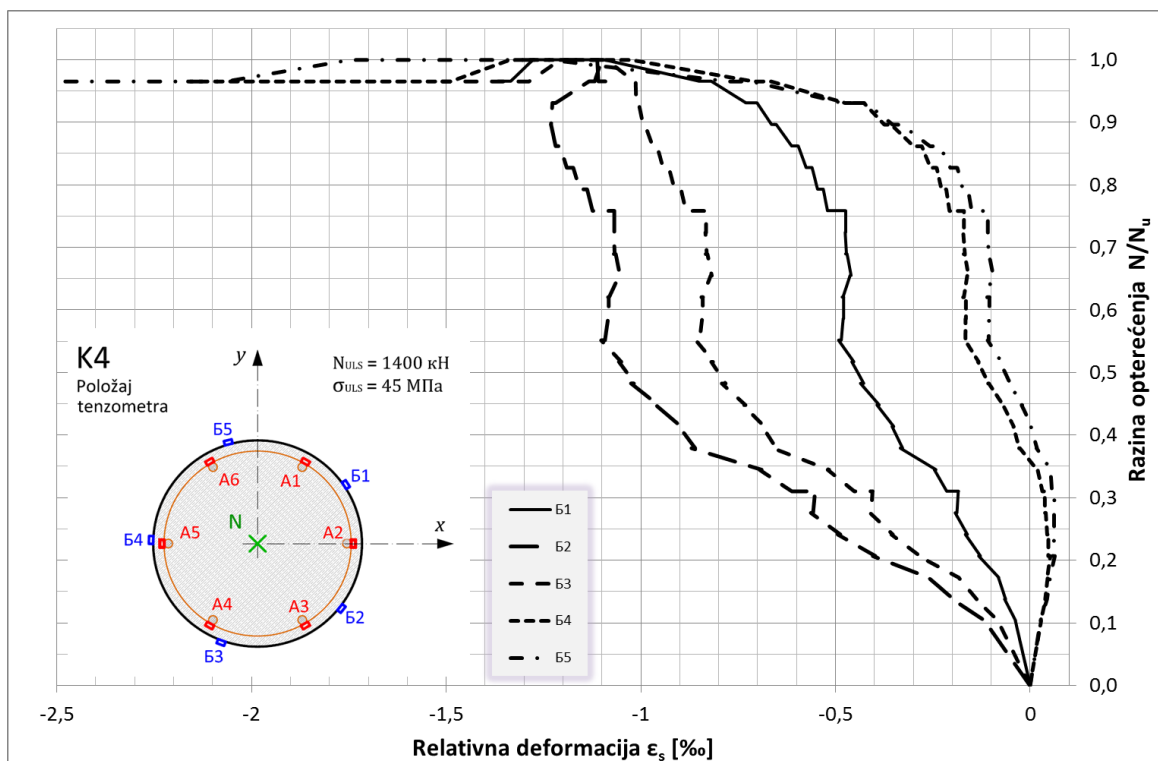 1,0
0,9
0,8
0,7
0,6
0,5
0,4
0,3
0,2
0,1
0,0
Razina opterećenja N/Nu
K4
Položaj
tenzometra
y
NULS = 1400 кН
σULS = 45 МПа
Б5
Б1
A6
A1
N
x
Б4
A5
A2
A4
A3
Б2
Б3
Б1
Б2
Б3
Б4
Б5
-2,5
-2
-1,5
-1
-0,5
0
Relativna deformacija εs [‰]